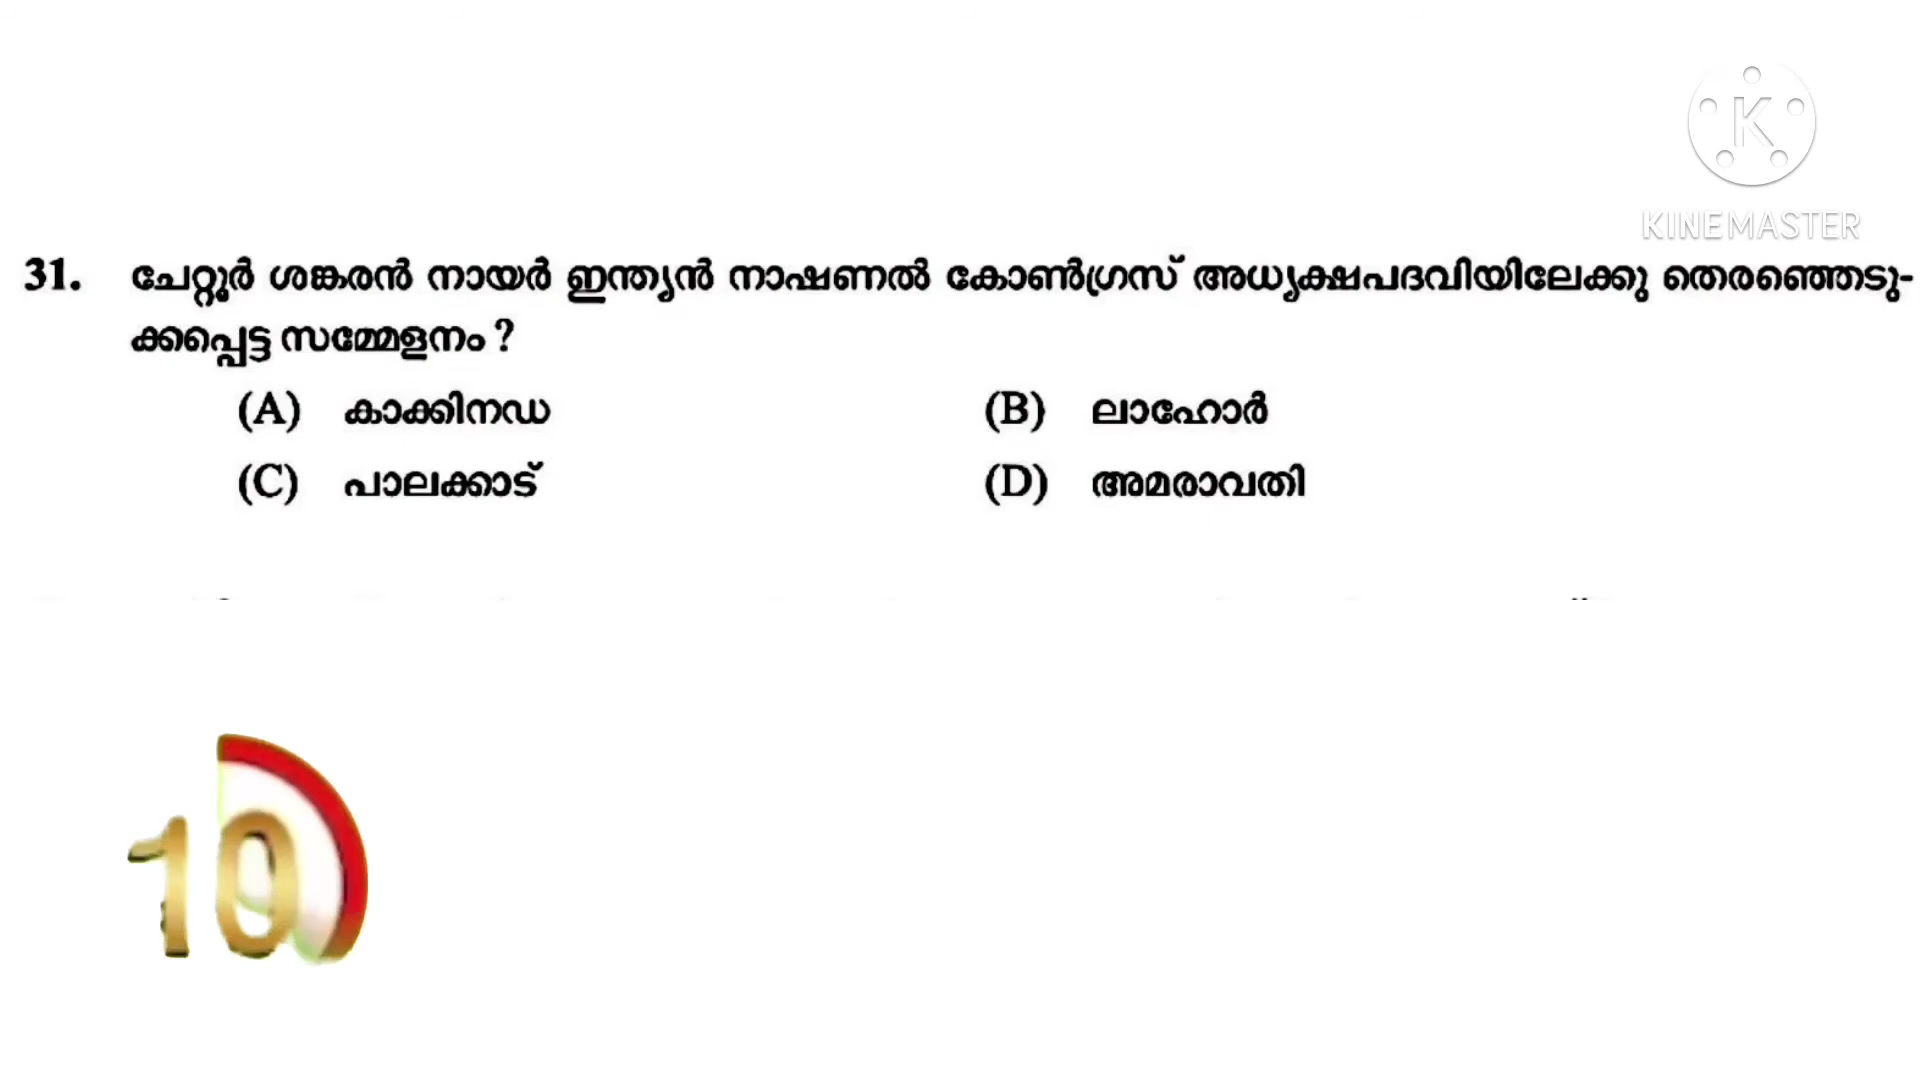 KINEMASTER
31. ചേറ്റൂർ ശങ്കരൻ നായർ ഇന്ത്യൻ നാഷണൽ കോൺഗ്രസ് അധ്യക്ഷപദവിയിലേക്കു തെരഞ്ഞെടു-
ക്കപ്പെട്ട സമ്മേളനം ?
(A) കാക്കിനഡ (B) ലാഹോർ
(C) പാലക്കാട് (D) അമരാവതി
10